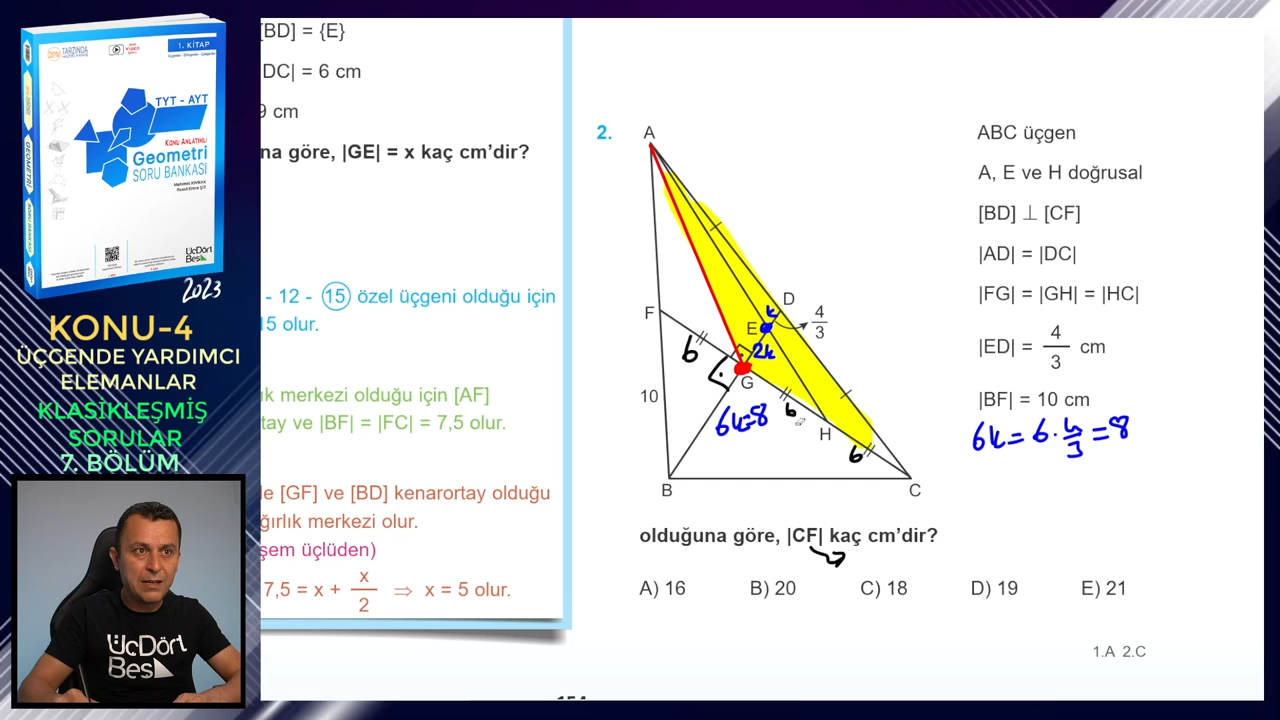 1. KİTAP
TYT - AYT
KONU ANLATIMLI
Geometri
SORU BANKASI
ÜçDört
Beş
2023
KONU-4
ÜÇGENDE YARDIMCI
ELEMANLAR
KLASİKLEŞMİŞ
SORULAR
7. BÖLÜM
ÜçDört
Beş
[BD] = {E}
DC| = 6 cm
9 cm
na göre, |GE| = x kaç cm'dir?
- 12 - 15 özel üçgeni olduğu için
15 olur.
ık merkezi olduğu için [AF]
tay ve |BF| = |FC| = 7,5 olur.
le [GF] ve [BD] kenarortay olduğu
ğırlık merkezi olur.
şem üçlüden)
7,5 = x + x/2 ⇒ x = 5 olur.
2.
A
F
D
E
k
4/3
2k
6
G
10
6k=8
6
H
6
B
C
ABC üçgen
A, E ve H doğrusal
[BD] ⊥ [CF]
|AD| = |DC|
|FG| = |GH| = |HC|
|ED| = 4/3 cm
|BF| = 10 cm
6k = 6 · 4/3 = 8
olduğuna göre, |CF| kaç cm'dir?
A) 16 B) 20 C) 18 D) 19 E) 21
1.A 2.C